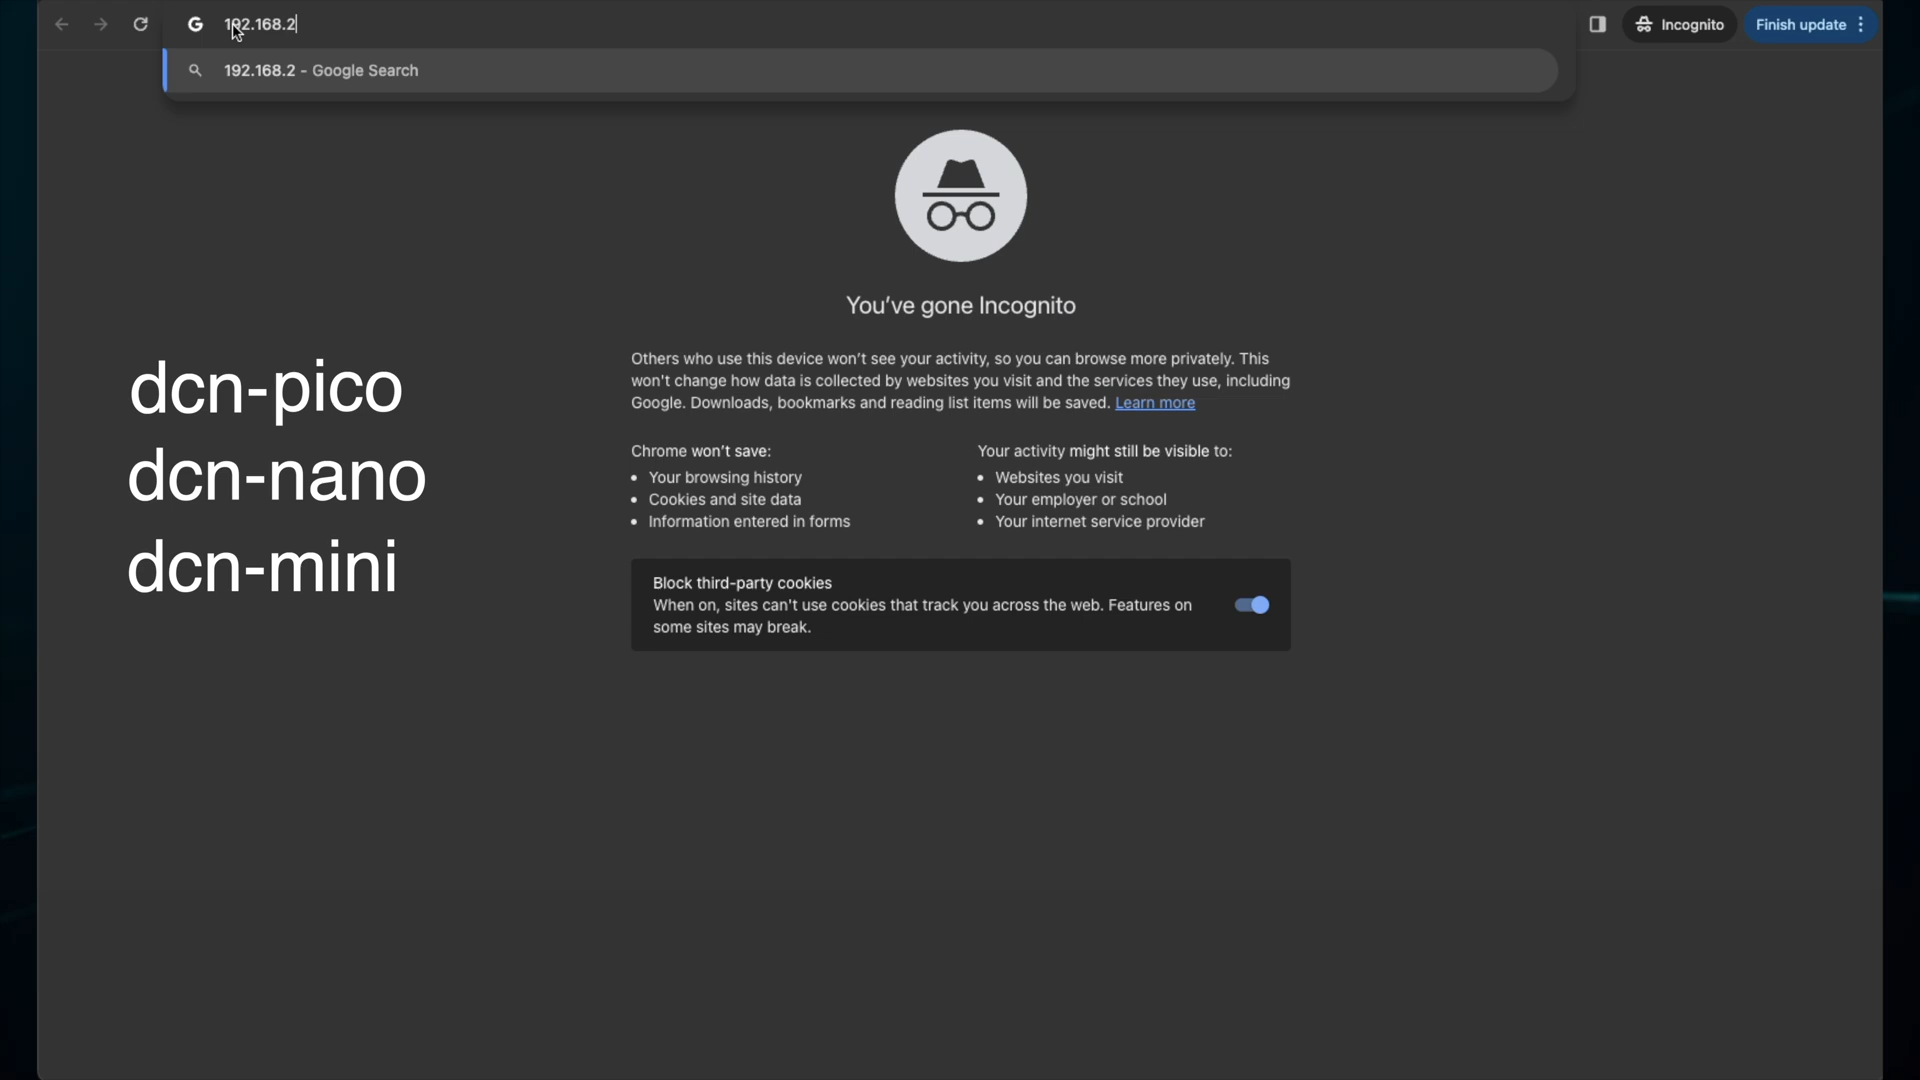 192.168.2
Incognito
Finish update
192.168.2 - Google Search
You've gone Incognito
Others who use this device won't see your activity, so you can browse more privately. This
won't change how data is collected by websites you visit and the services they use, including
Google. Downloads, bookmarks and reading list items will be saved. Learn more
Chrome won't save:
• Your browsing history
• Cookies and site data
• Information entered in forms
Your activity might still be visible to:
• Websites you visit
• Your employer or school
• Your internet service provider
Block third-party cookies
When on, sites can't use cookies that track you across the web. Features on
some sites may break.
dcn-pico
dcn-nano
dcn-mini